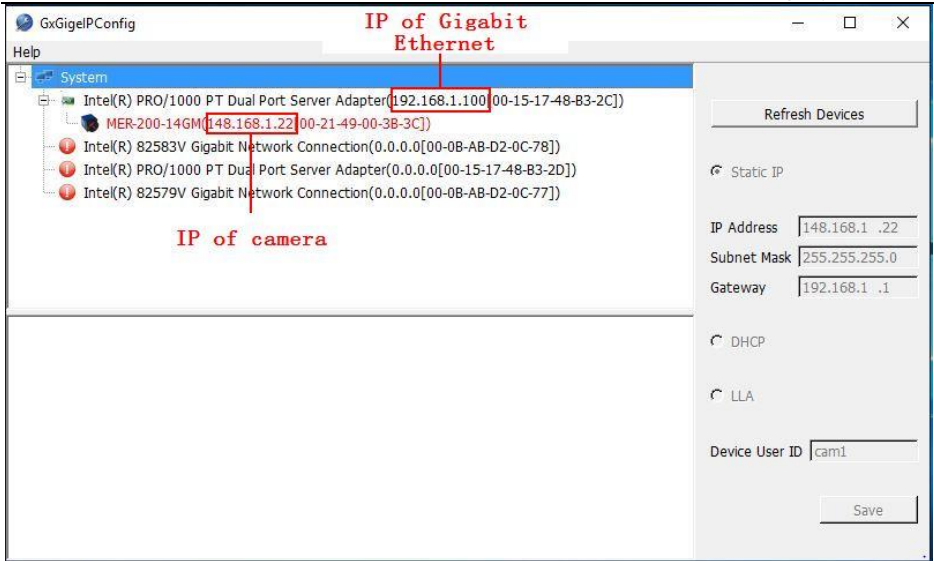 GxGigeIPConfig
IP of Gigabit
Ethernet
Help
System
Intel(R) PRO/1000 PT Dual Port Server Adapter(192.168.1.100[00-15-17-48-B3-2C])
MER-200-14GM(148.168.1.22[00-21-49-00-3B-3C])
Intel(R) 82583V Gigabit Network Connection(0.0.0.0[00-0B-AB-D2-0C-78])
Intel(R) PRO/1000 PT Dual Port Server Adapter(0.0.0.0[00-15-17-48-B3-2D])
Intel(R) 82579V Gigabit Network Connection(0.0.0.0[00-0B-AB-D2-0C-77])
IP of camera
Refresh Devices
Static IP
IP Address 148.168.1 .22
Subnet Mask 255.255.255.0
Gateway 192.168.1 .1
DHCP
LLA
Device User ID cam1
Save